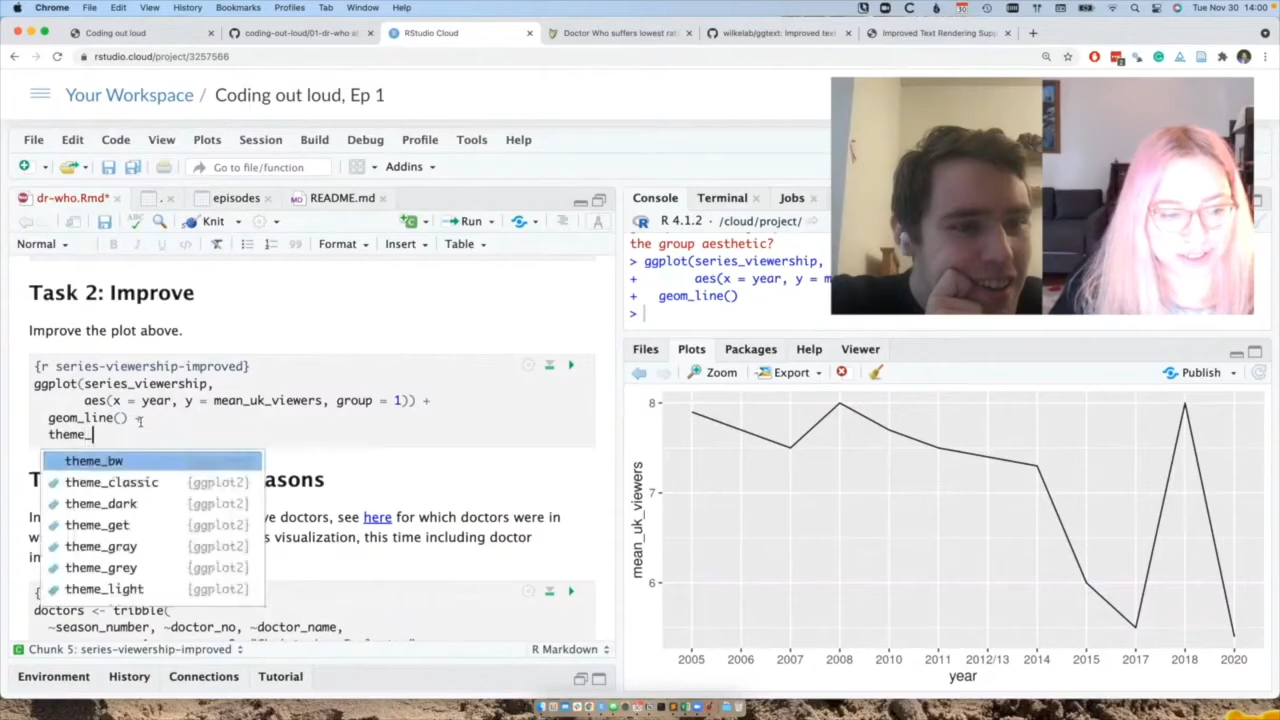 Chrome File Edit View History Bookmarks Profiles Tab Window Help 30 Tue Nov 30 14:00
Coding out loud coding-out-loud/01-dr-who at RStudio Cloud Doctor Who suffers lowest rat wilkelab/ggtext: Improved text Improved Text Rendering Supp
rstudio.cloud/project/3257566
Your Workspace / Coding out loud, Ep 1
File Edit Code View Plots Session Build Debug Profile Tools Help
Go to file/function Addins
dr-who.Rmd* . episodes README.md
Knit Run
Normal B I U Format Insert Table
Task 2: Improve
Improve the plot above.
{r series-viewership-improved}
ggplot(series_viewership,
aes(x = year, y = mean_uk_viewers, group = 1)) +
geom_line() +
theme_
theme_bw
theme_classic {ggplot2}
theme_dark {ggplot2}
theme_get {ggplot2}
theme_gray {ggplot2}
theme_grey {ggplot2}
theme_light {ggplot2}
T asons
In ve doctors, see here for which doctors were in
w s visualization, this time including doctor
{
doctors <- tribble(
~season_number, ~doctor_no, ~doctor_name,
Chunk 5: series-viewership-improved R Markdown
Environment History Connections Tutorial
Console Terminal Jobs
R 4.1.2 · /cloud/project/
the group aesthetic?
> ggplot(series_viewership,
+ aes(x = year, y = m
+ geom_line()
>
Files Plots Packages Help Viewer
Zoom Export Publish
8
7
6
mean_uk_viewers
2005 2006 2007 2008 2010 2011 2012/13 2014 2015 2017 2018 2020
year